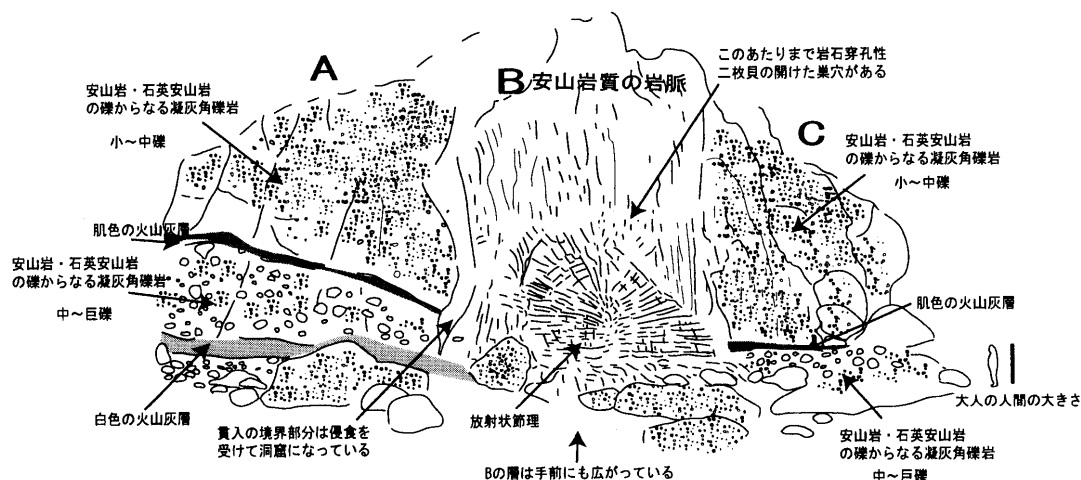 A
安山岩・石英安山岩
の礫からなる凝灰角礫岩
小～中礫
B 安山岩質の岩脈
このあたりまで岩石穿孔性
二枚貝の開けた巣穴がある
C
安山岩・石英安山岩
の礫からなる凝灰角礫岩
小～中礫
肌色の火山灰層
安山岩・石英安山岩
の礫からなる凝灰角礫岩
中～巨礫
肌色の火山灰層
大人の人間の大きさ
白色の火山灰層
貫入の境界部分は侵食を
受けて洞窟になっている
放射状節理
Bの層は手前にも広がっている
安山岩・石英安山岩
の礫からなる凝灰角礫岩
中～巨礫